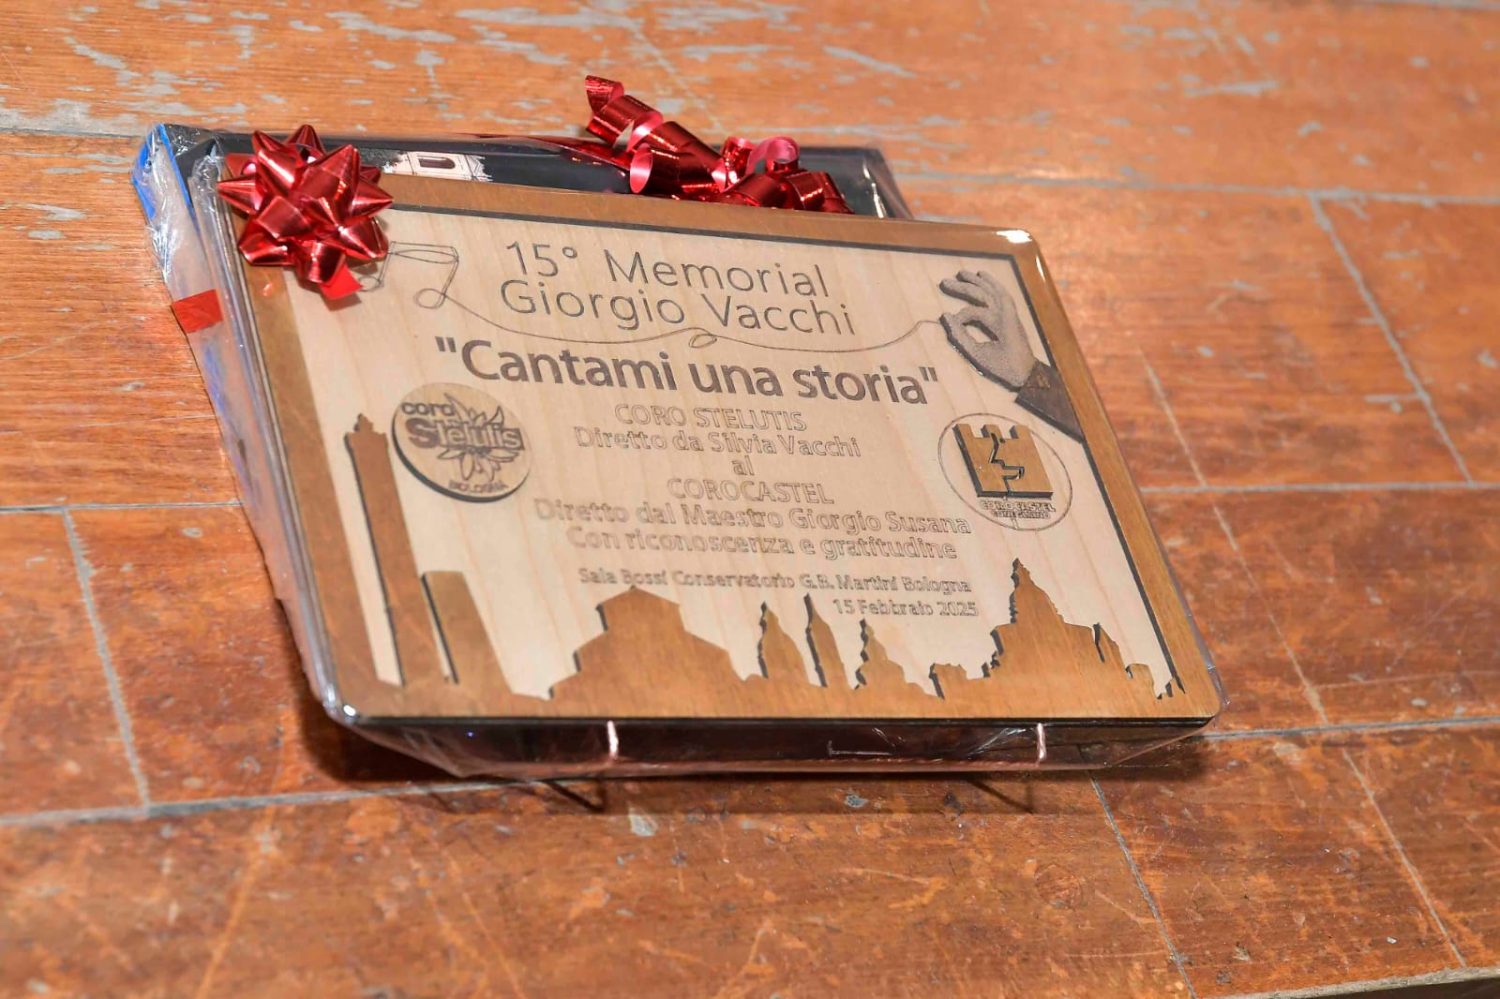 15° Memorial
Giorgio Vacchi
"Cantami una storia"
coro
Stelutis
BOLOGNA
CORO STELUTIS
Diretto da Silvia Vacchi
al
COROCASTEL
Diretto dal Maestro Giorgio Susana
Con riconoscenza e gratitudine
COROCASTEL
Sala Bossi Conservatorio G.B. Martini Bologna
15 Febbraio 2025